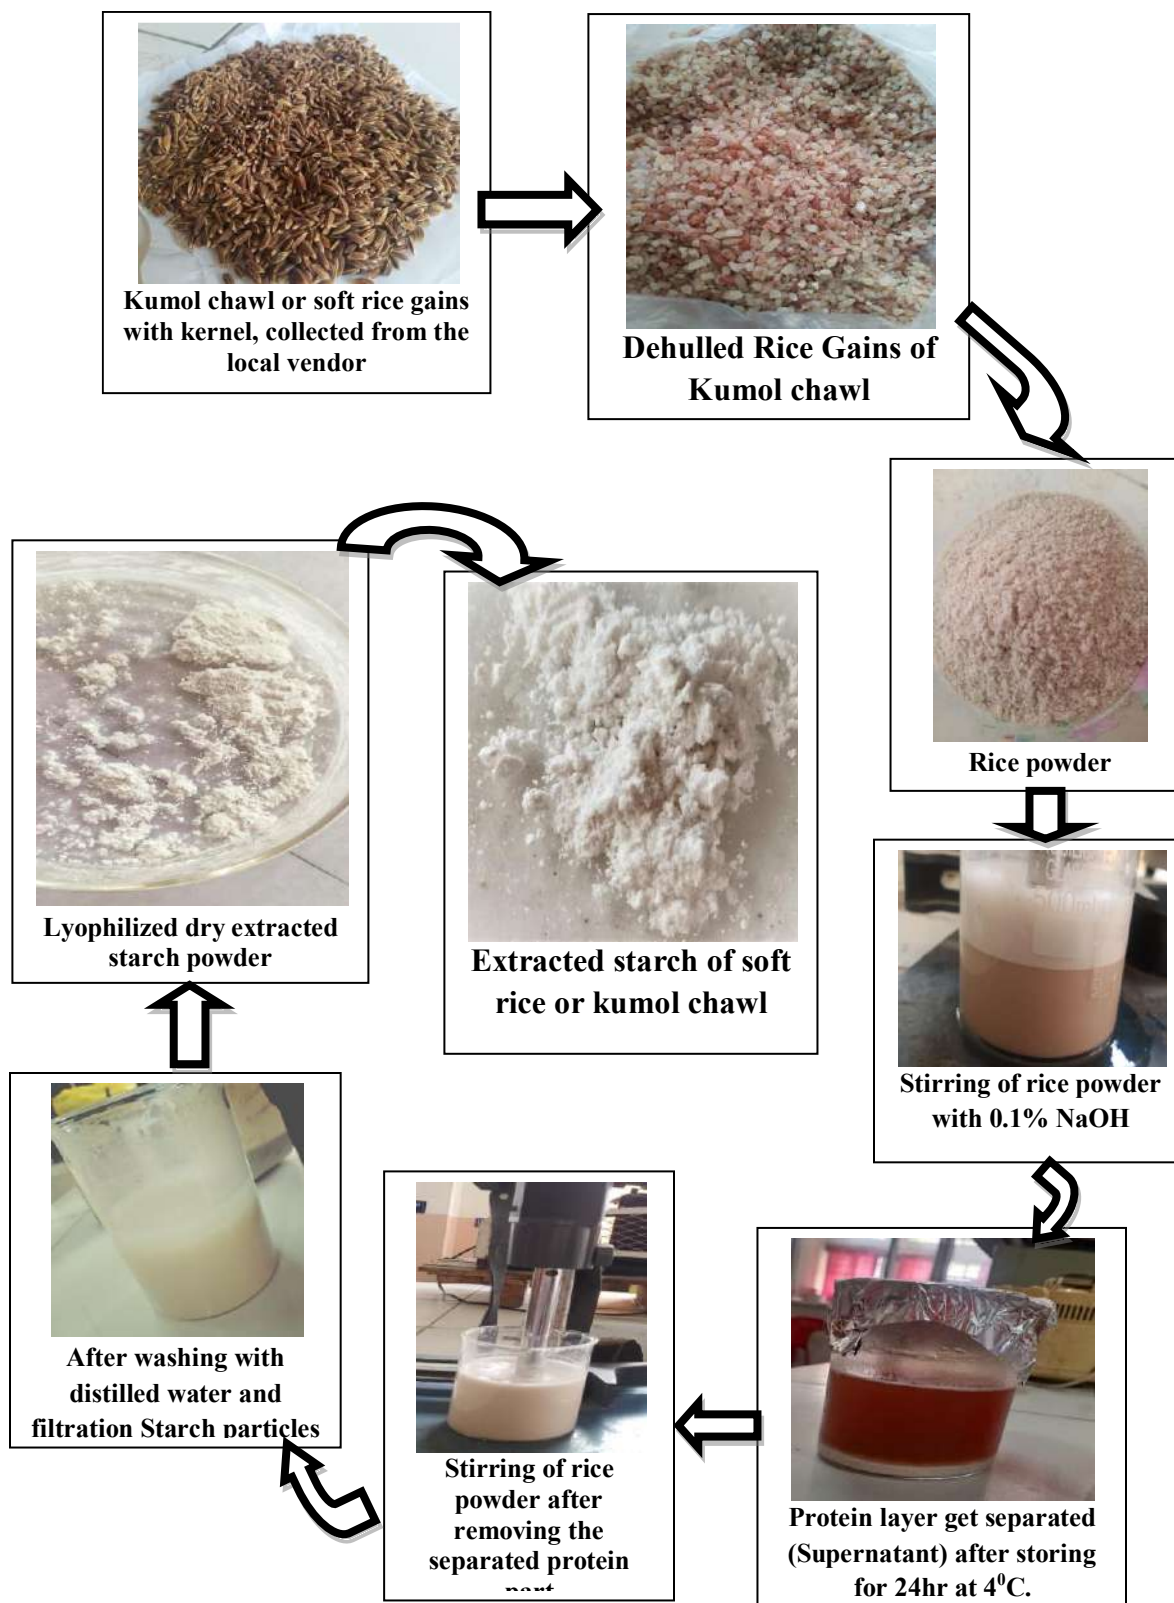 Kumol chawl or soft rice gains
with kernel, collected from the
local vendor
Dehulled Rice Gains of
Kumol chawl
Rice powder
Stirring of rice powder
with 0.1% NaOH
Protein layer get separated
(Supernatant) after storing
for 24hr at 4⁰C.
Stirring of rice
powder after
removing the
separated protein
part
After washing with
distilled water and
filtration Starch particles
Lyophilized dry extracted
starch powder
Extracted starch of soft
rice or kumol chawl